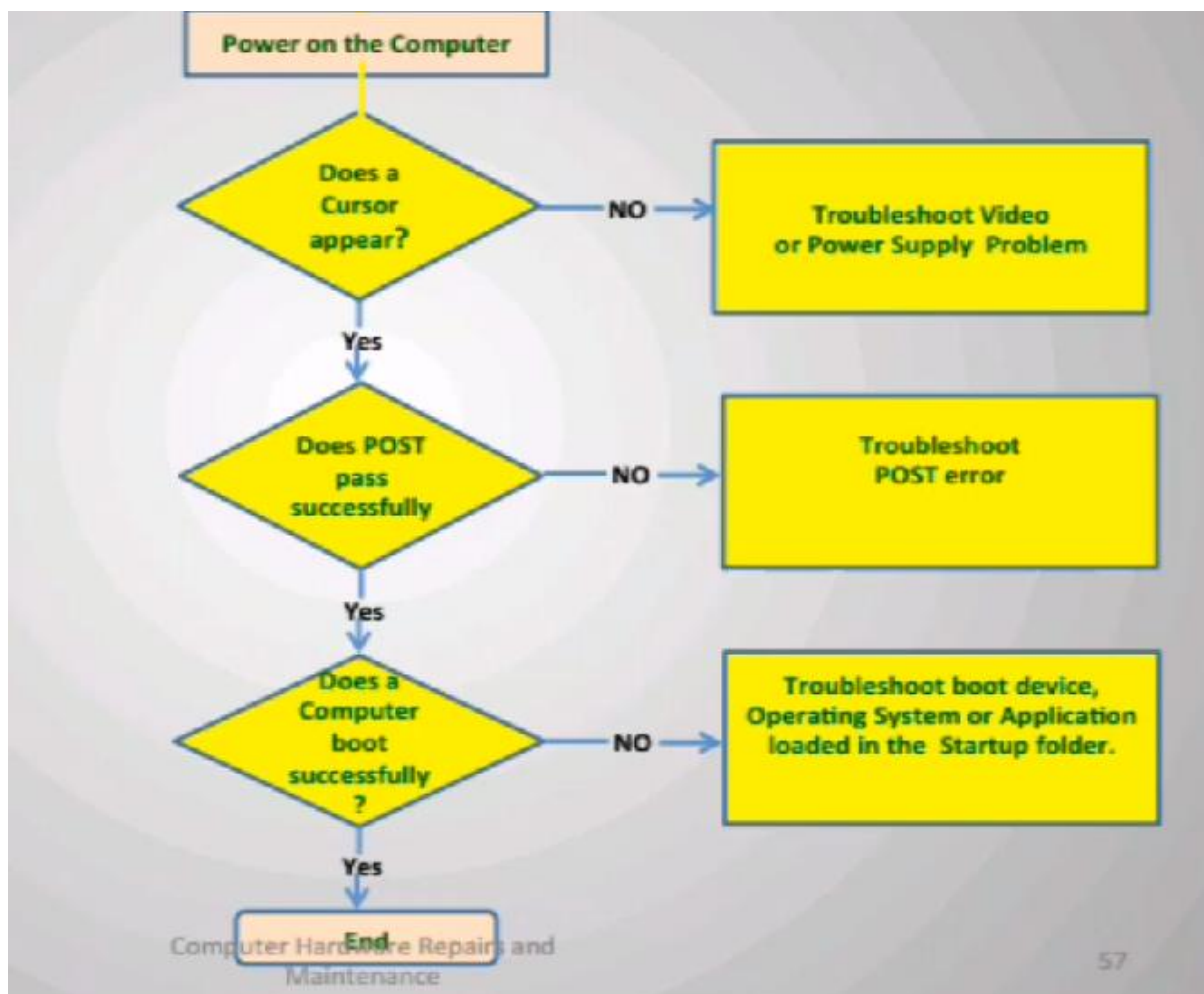 Power on the Computer
Does a
Cursor
appear?
NO
Troubleshoot Video
or Power Supply Problem
Yes
Does POST
pass
successfully
NO
Troubleshoot
POST error
Yes
Does a
Computer
boot
successfully
?
NO
Troubleshoot boot device,
Operating System or Application
loaded in the Startup folder.
Yes
End
Computer Hardware Repairs and
Maintenance
57